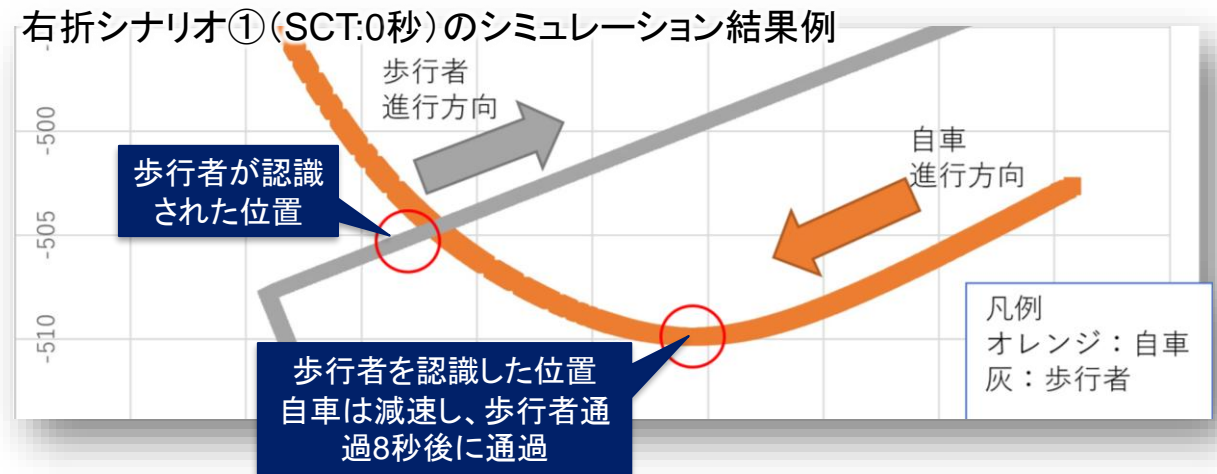 右折シナリオ①(SCT:0秒)のシミュレーション結果例
歩行者
進行方向
-500
自車
進行方向
歩行者が認識
された位置
-505
凡例
オレンジ：自車
灰：歩行者
-510
歩行者を認識した位置
自車は減速し、歩行者通
過8秒後に通過